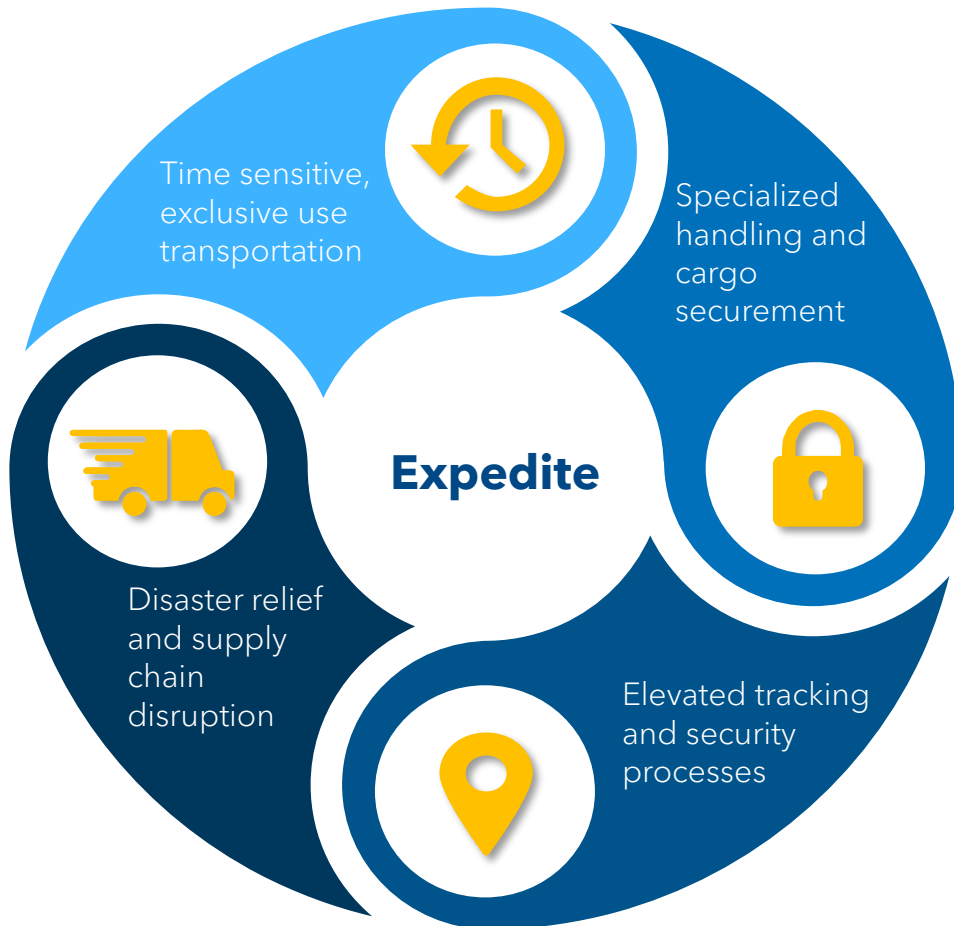 Time sensitive,
exclusive use
transportation
Specialized
handling and
cargo
securement
Expedite
Disaster relief
and supply
chain
disruption
Elevated tracking
and security
processes